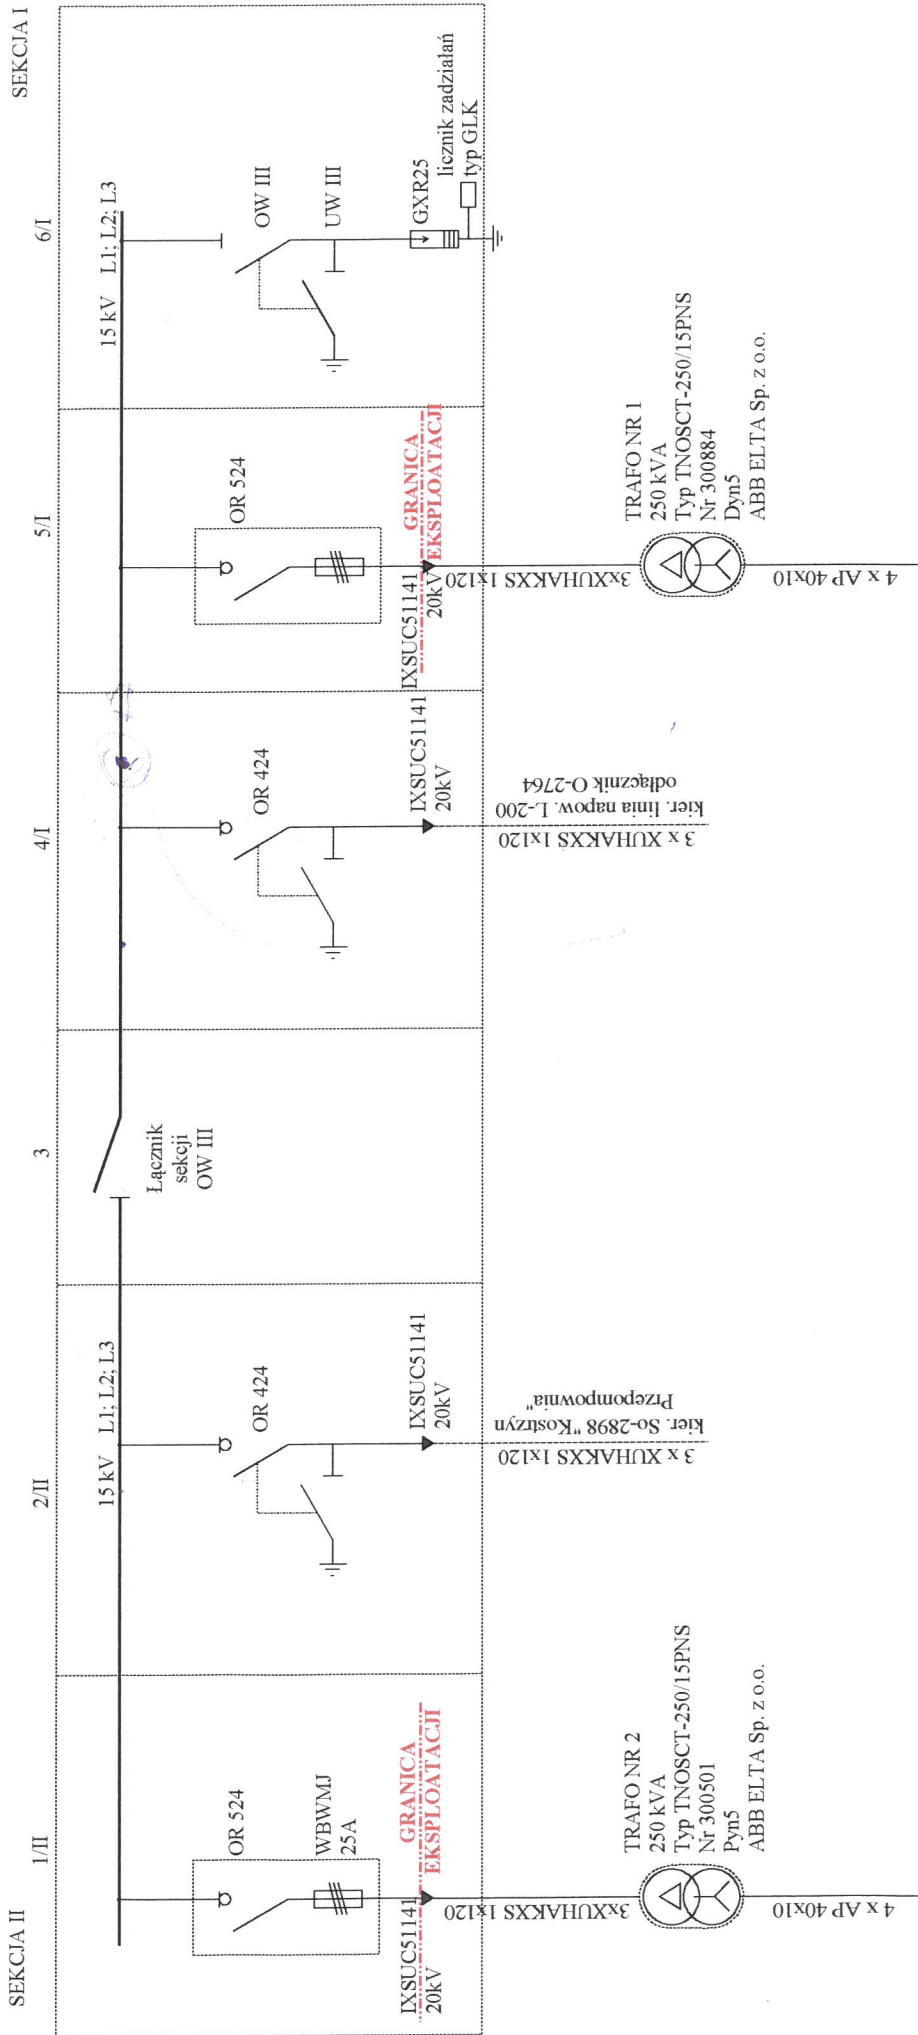 SEKCJA II
1/II
2/II
3
4/I
5/I
6/I
SEKCJA I
15 kV L1; L2; L3
15 kV L1; L2; L3
OR 524
WBWMJ
25A
IXSUC51141
20kV
GRANICA
EKSPLOATACJI
3xXUHAKXS 1x120
TRAFO NR 2
250 kVA
Typ TNOSCT-250/15PNS
Nr 300501
Pyn5
ABB ELTA Sp. z o.o.
4 x AP 40x10
OR 424
IXSUC51141
20kV
3 x XUHAKXS 1x120
kier. So-2898 "Kostrzyn
Przepompownia"
Łącznik
sekcji
OW III
OR 424
IXSUC51141
20kV
3 x XUHAKXS 1x120
kier. linia napow. L-200
odłącznik O-2764
OR 524
IXSUC51141
20kV
GRANICA
EKSPLOATACJI
3xXUHAKXS 1x120
TRAFO NR 1
250 kVA
Typ TNOSCT-250/15PNS
Nr 300884
Dyn5
ABB ELTA Sp. z o.o.
4 x AP 40x10
OW III
UW III
GXR25
licznik zadziałań
typ GLK